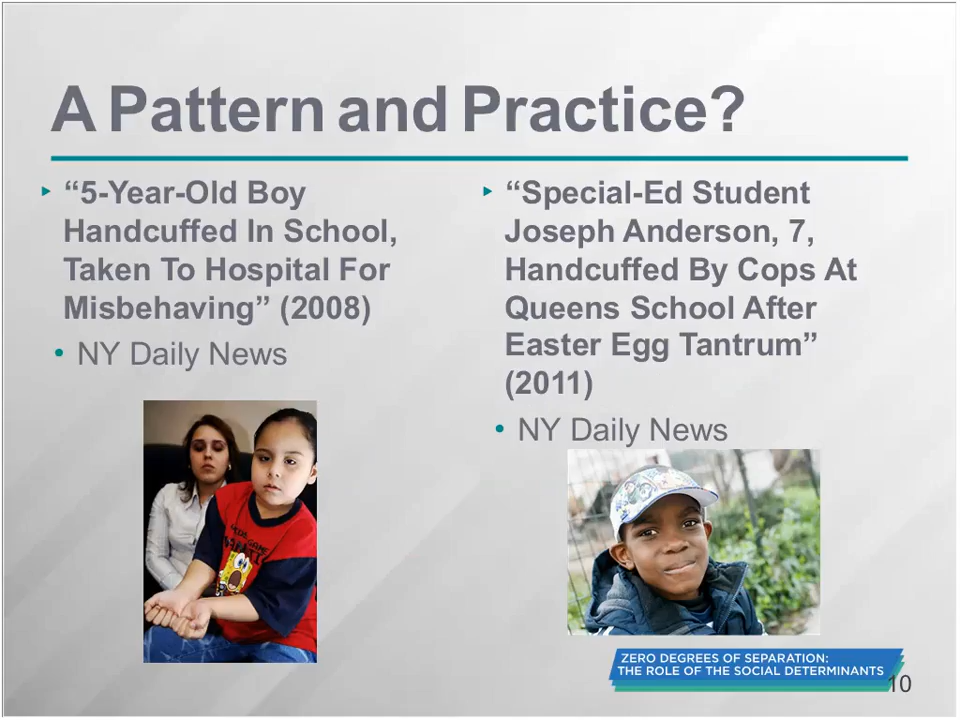 A Pattern and Practice?
“5-Year-Old Boy
Handcuffed In School,
Taken To Hospital For
Misbehaving” (2008)
• NY Daily News
“Special-Ed Student
Joseph Anderson, 7,
Handcuffed By Cops At
Queens School After
Easter Egg Tantrum”
(2011)
• NY Daily News
ZERO DEGREES OF SEPARATION:
THE ROLE OF THE SOCIAL DETERMINANTS
10